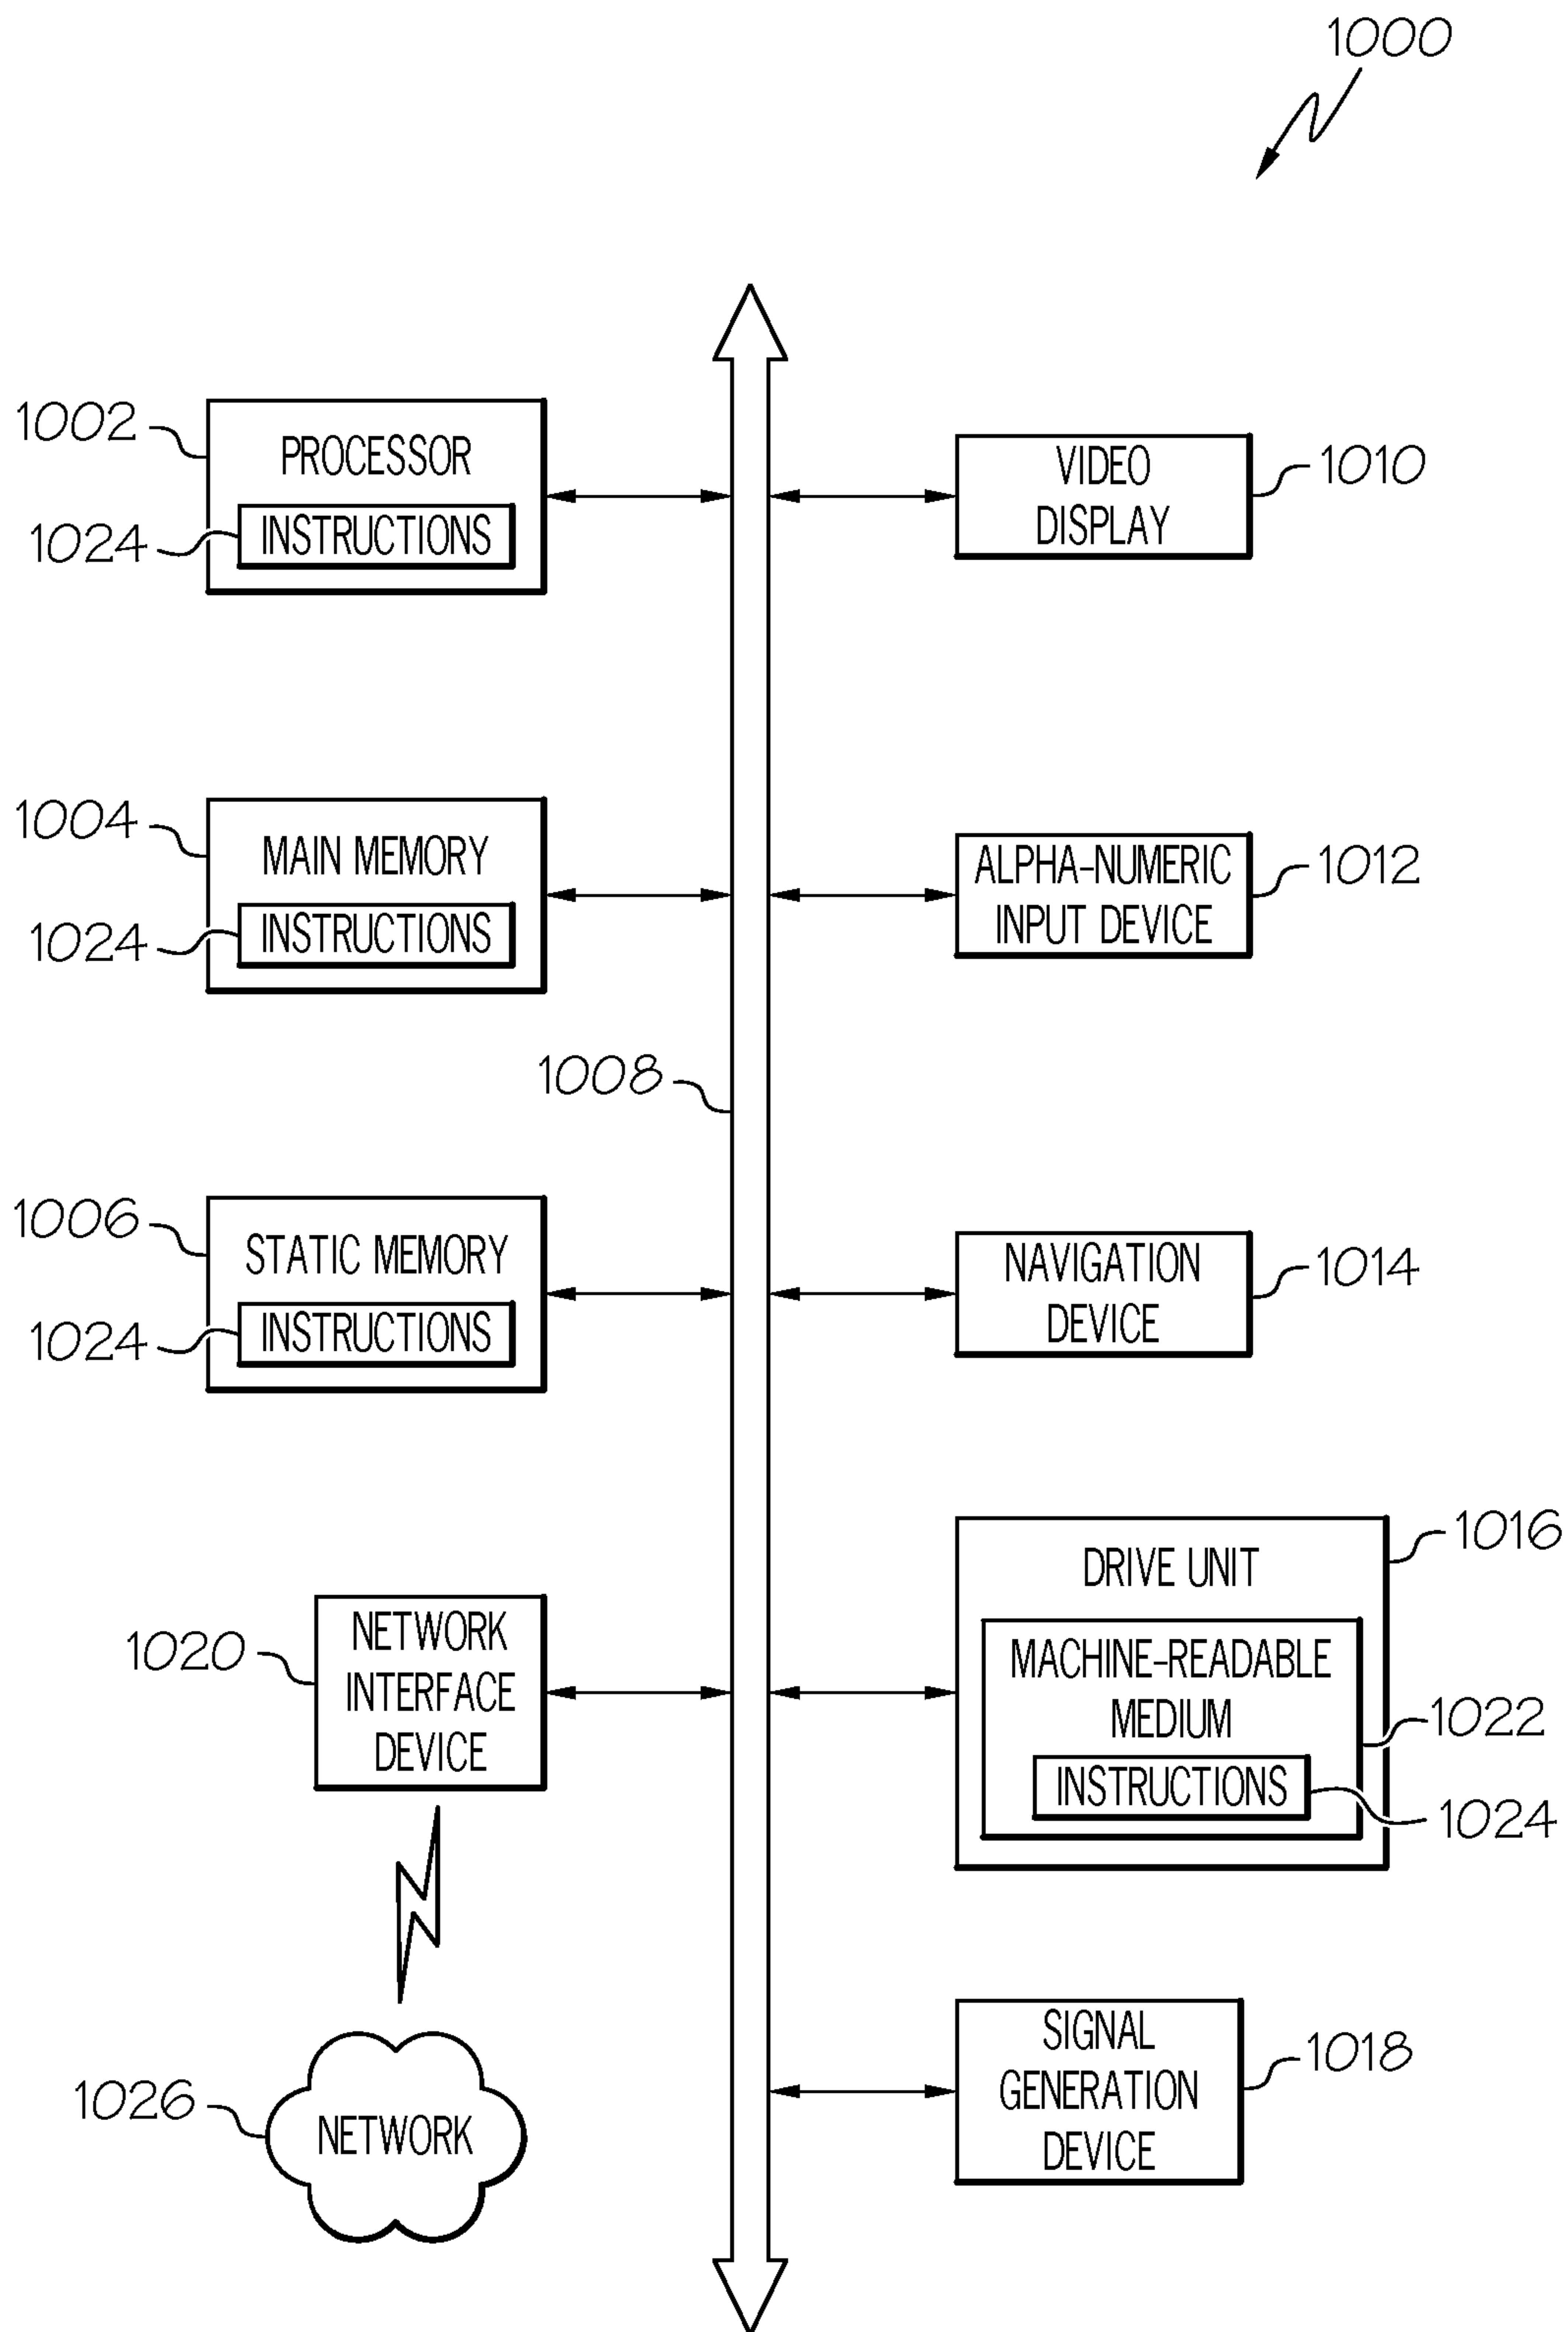 1000
1002
PROCESSOR
1024
INSTRUCTIONS
VIDEO
DISPLAY
1010
1004
MAIN MEMORY
1024
INSTRUCTIONS
ALPHA-NUMERIC
INPUT DEVICE
1012
1008
1006
STATIC MEMORY
1024
INSTRUCTIONS
NAVIGATION
DEVICE
1014
1020
NETWORK
INTERFACE
DEVICE
DRIVE UNIT
1016
MACHINE-READABLE
MEDIUM
1022
INSTRUCTIONS
1024
1026
NETWORK
SIGNAL
GENERATION
DEVICE
1018